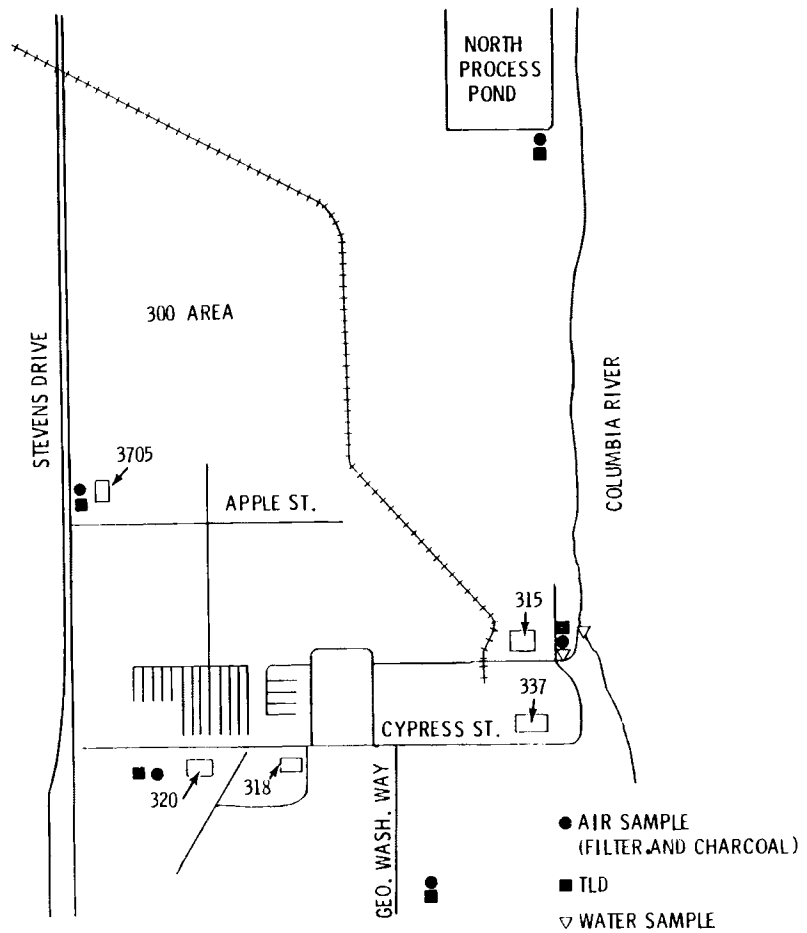 NORTH
PROCESS
POND
300 AREA
STEVENS DRIVE
COLUMBIA RIVER
3705
APPLE ST.
315
337
CYPRESS ST.
320
318
GEO. WASH. WAY
AIR SAMPLE
(FILTER AND CHARCOAL)
TLD
WATER SAMPLE